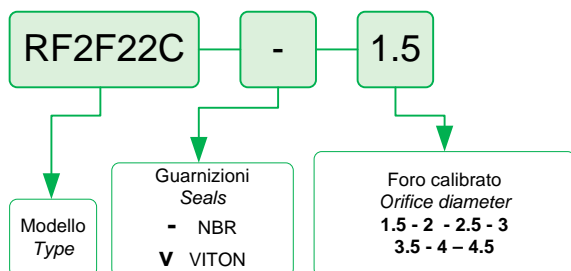 RF2F22C - 1.5
Modello
Type
Guarnizioni
Seals
- NBR
V VITON
Foro calibrato
Orifice diameter
1.5 - 2 - 2.5 - 3
3.5 - 4 – 4.5